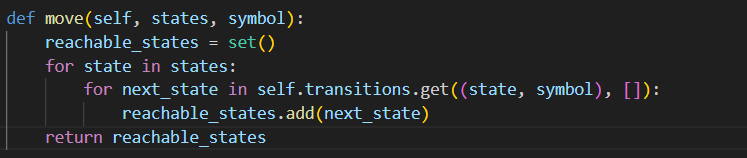 def move(self, states, symbol):
    reachable_states = set()
    for state in states:
        for next_state in self.transitions.get((state, symbol), []):
            reachable_states.add(next_state)
    return reachable_states